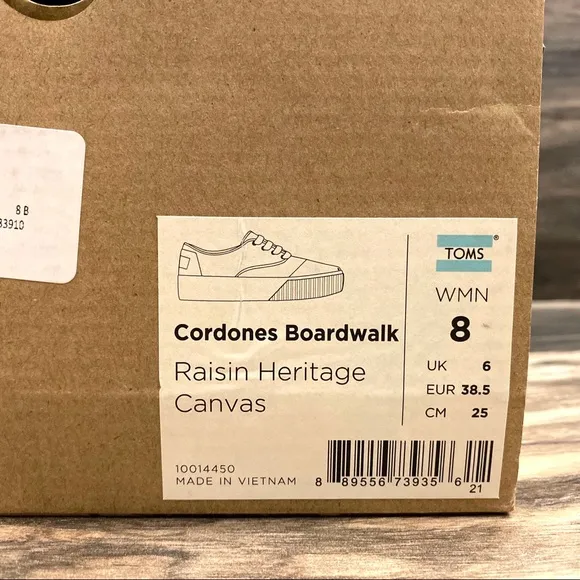 8 B
83910
TOMS®
WMN
8
UK 6
EUR 38.5
CM 25
Cordones Boardwalk
Raisin Heritage
Canvas
10014450
MADE IN VIETNAM
8 89556 73935 6
21